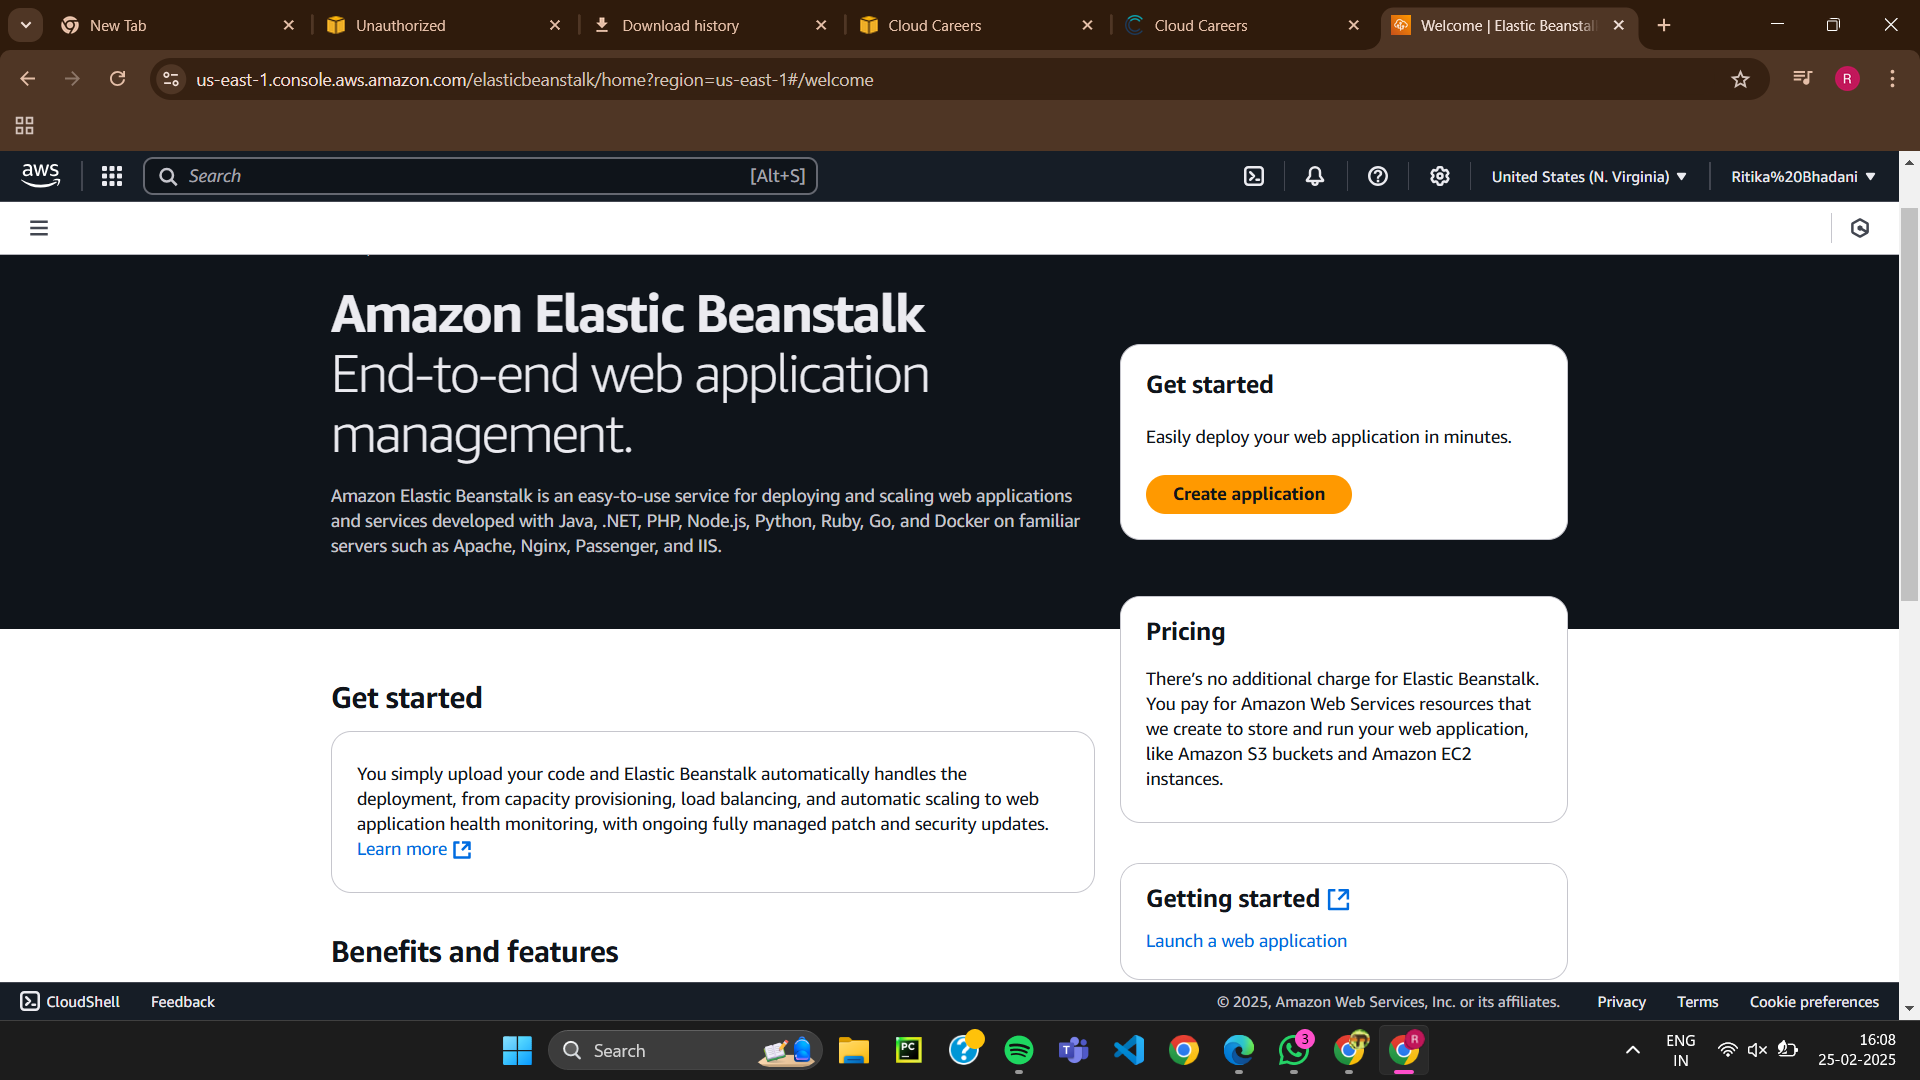 New Tab
Unauthorized
Download history
Cloud Careers
Cloud Careers
Welcome | Elastic Beanstal
us-east-1.console.aws.amazon.com/elasticbeanstalk/home?region=us-east-1#/welcome
R
aws
Search
[Alt+S]
United States (N. Virginia)
Ritika%20Bhadani
Amazon Elastic Beanstalk
End-to-end web application
management.
Amazon Elastic Beanstalk is an easy-to-use service for deploying and scaling web applications
and services developed with Java, .NET, PHP, Node.js, Python, Ruby, Go, and Docker on familiar
servers such as Apache, Nginx, Passenger, and IIS.
Get started
Easily deploy your web application in minutes.
Create application
Pricing
There’s no additional charge for Elastic Beanstalk.
You pay for Amazon Web Services resources that
we create to store and run your web application,
like Amazon S3 buckets and Amazon EC2
instances.
Get started
You simply upload your code and Elastic Beanstalk automatically handles the
deployment, from capacity provisioning, load balancing, and automatic scaling to web
application health monitoring, with ongoing fully managed patch and security updates.
Learn more
Getting started
Launch a web application
Benefits and features
CloudShell
Feedback
© 2025, Amazon Web Services, Inc. or its affiliates.
Privacy
Terms
Cookie preferences
Search
PC
T
3
R
ENG
IN
16:08
25-02-2025